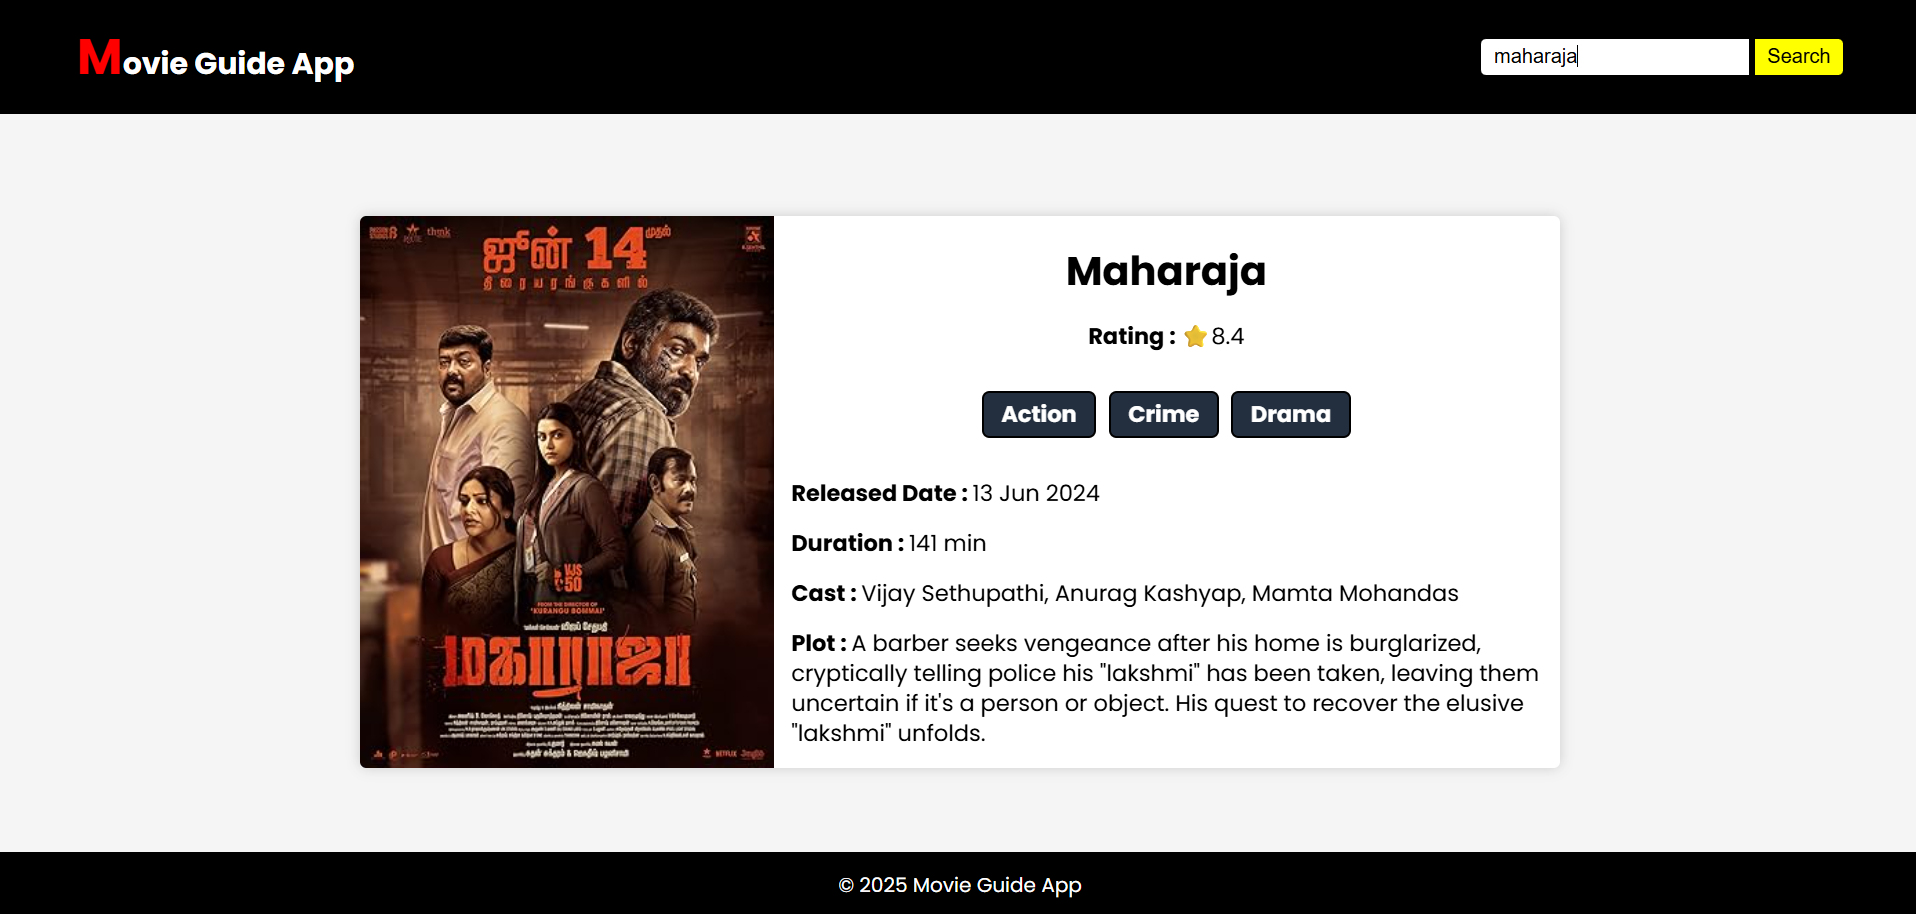 Movie Guide App
maharaja
Search
think
ஜூன் 14 முதல்
திரையரங்குகளில்
VJS
50
FROM THE DIRECTOR OF
'KURANGU BOMMAI'
விஜய் சேதுபதி
மகாராஜா
NETFLIX
Maharaja
Rating : ⭐8.4
Action Crime Drama
Released Date : 13 Jun 2024
Duration : 141 min
Cast : Vijay Sethupathi, Anurag Kashyap, Mamta Mohandas
Plot : A barber seeks vengeance after his home is burglarized,
cryptically telling police his "lakshmi" has been taken, leaving them
uncertain if it's a person or object. His quest to recover the elusive
"lakshmi" unfolds.
© 2025 Movie Guide App